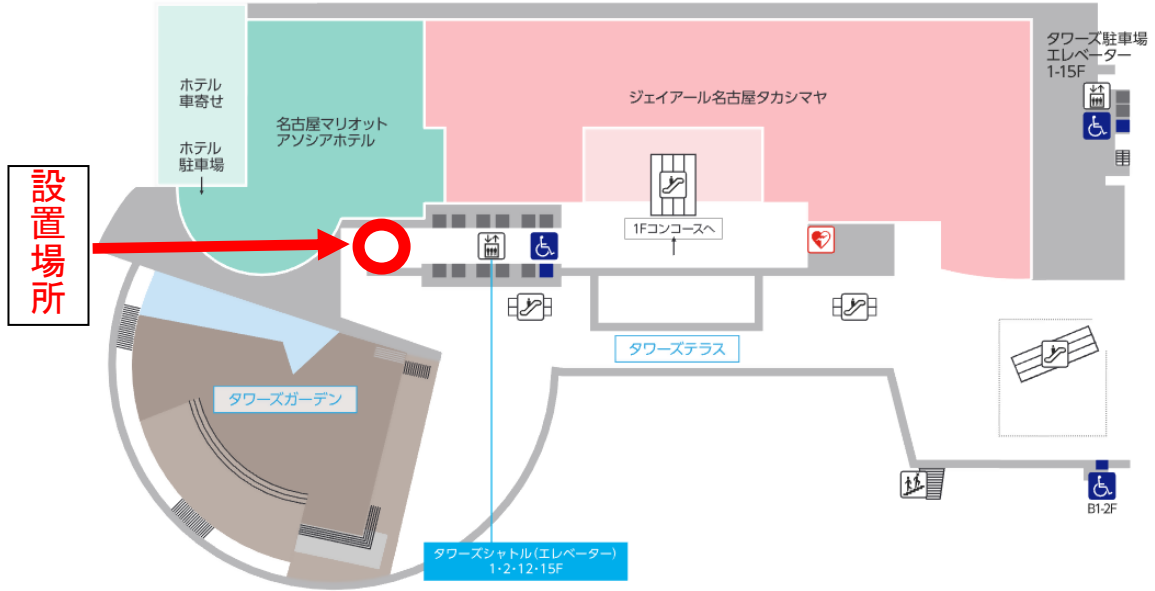 ホテル
車寄せ
ホテル
駐車場
名古屋マリオット
アソシアホテル
ジェイアール名古屋タカシマヤ
タワーズ駐車場
エレベーター
1-15F
設置場所
1Fコンコースへ
タワーズテラス
タワーズガーデン
B1-2F
タワーズシャトル(エレベーター)
1・2・12・15F